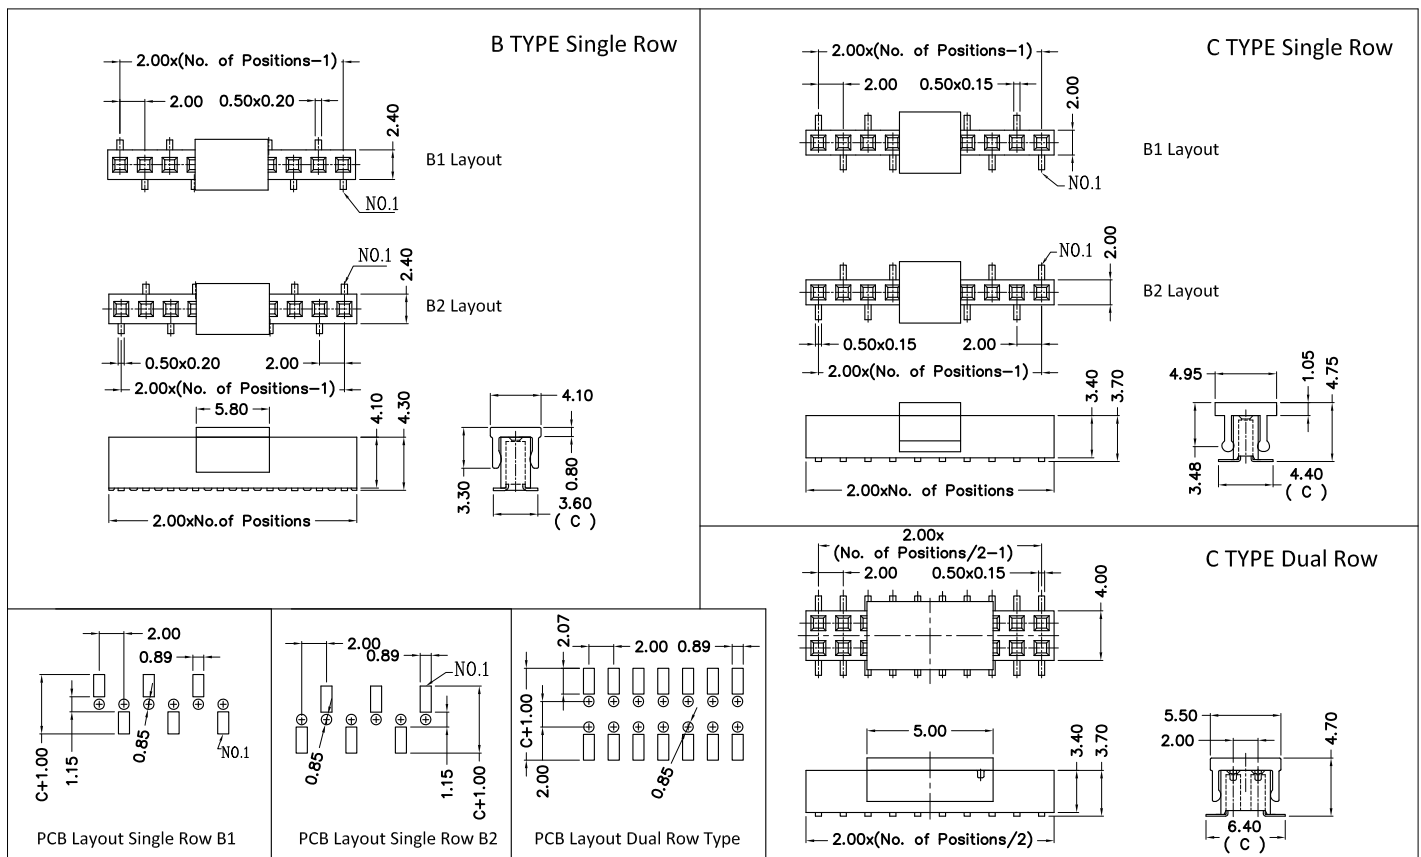 B TYPE Single Row
2.00x(No. of Positions-1)
2.00
0.50x0.20
2.40
B1 Layout
NO.1
NO.1
2.40
B2 Layout
0.50x0.20
2.00
2.00x(No. of Positions-1)
5.80
4.10
4.30
2.00xNo.of Positions
4.10
3.30
0.80
3.60
( C )
C TYPE Single Row
2.00x(No. of Positions-1)
2.00
0.50x0.15
2.00
B1 Layout
NO.1
NO.1
2.00
B2 Layout
0.50x0.15
2.00
2.00x(No. of Positions-1)
3.40
3.70
2.00xNo. of Positions
4.95
1.05
4.75
3.48
4.40
( C )
C TYPE Dual Row
2.00x
(No. of Positions/2-1)
2.00
0.50x0.15
4.00
5.00
3.40
3.70
2.00x(No. of Positions/2)
5.50
2.00
4.70
6.40
( C )
2.00
0.89
C+1.00
1.15
0.85
NO.1
PCB Layout Single Row B1
2.00
0.89
NO.1
0.85
1.15
C+1.00
PCB Layout Single Row B2
2.07
2.00
0.89
C+1.00
2.00
0.85
PCB Layout Dual Row Type